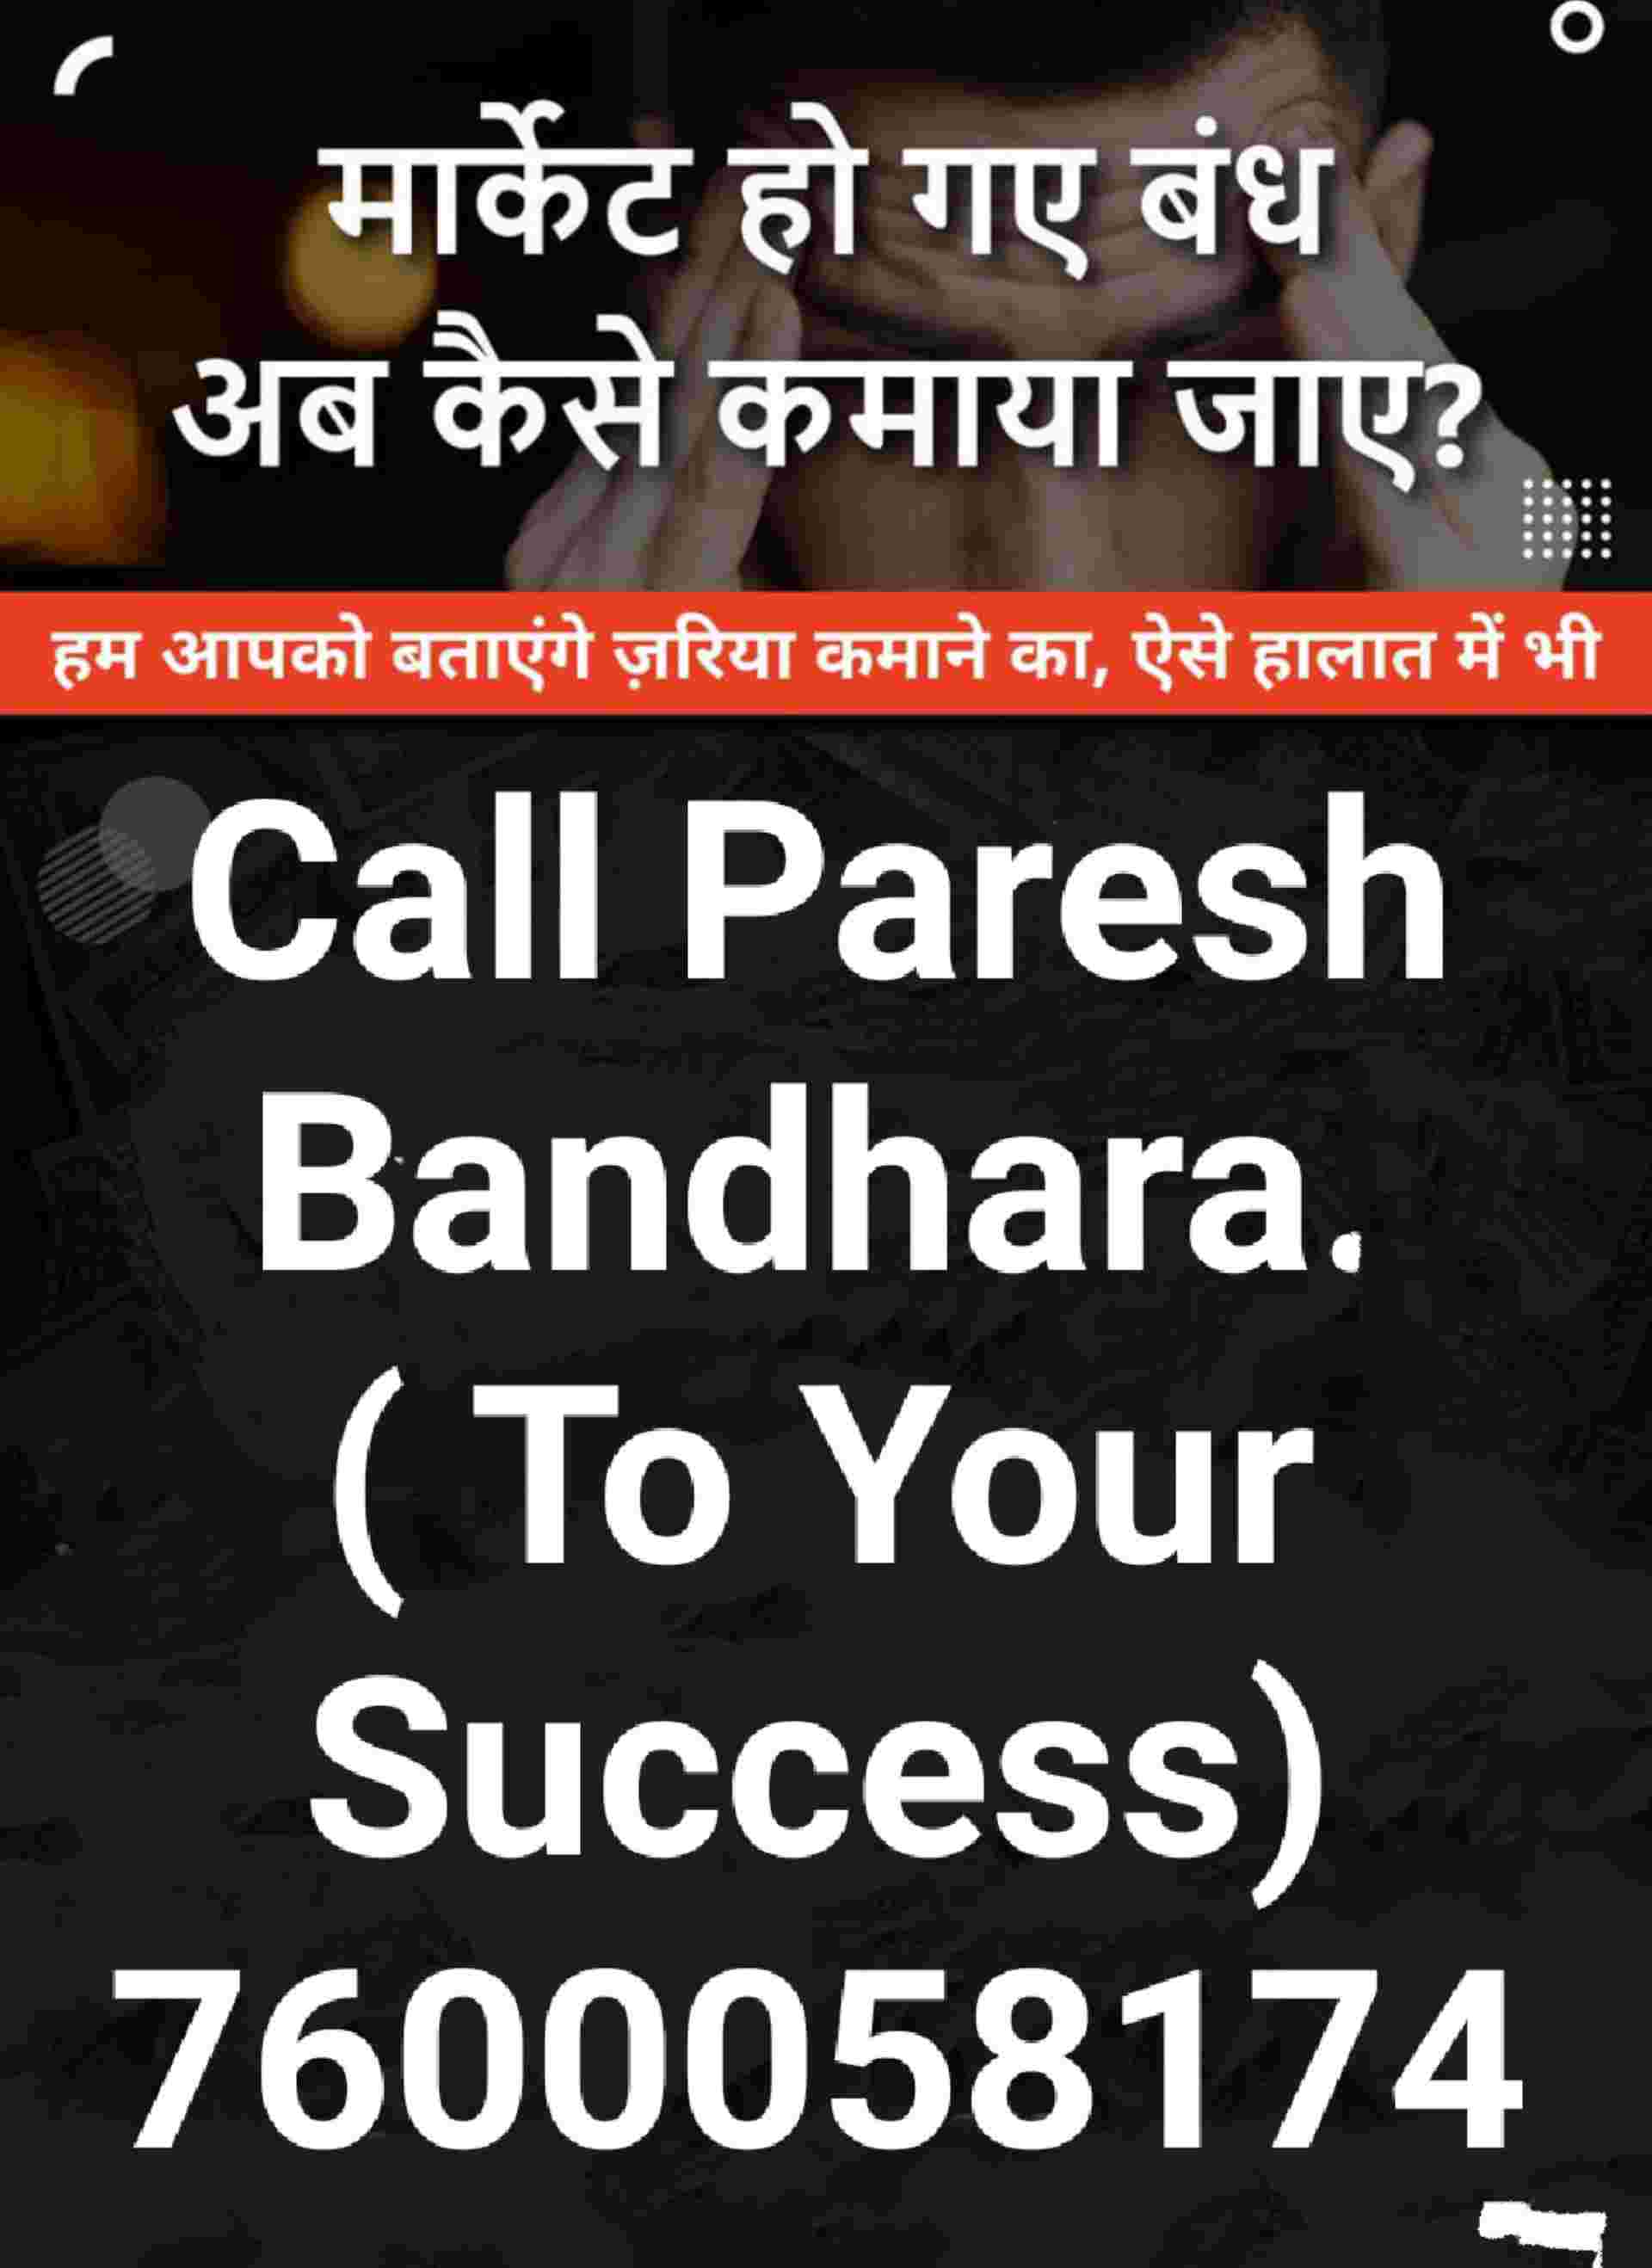 मार्केट हो गए बंध
अब कैसे कमाया जाए?
हम आपको बताएंगे ज़रिया कमाने का, ऐसे हालात में भी
Call Paresh
Bandhara.
( To Your
Success)
7600058174